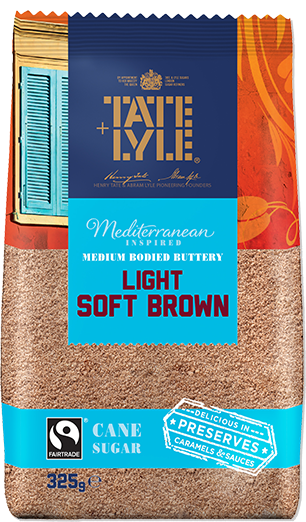 TATE
+
LYLE®
HENRY TATE & ABRAM LYLE, PIONEERING FOUNDERS
Mediterranean
INSPIRED
MEDIUM BODIED BUTTERY
LIGHT
SOFT BROWN
FAIRTRADE
CANE
SUGAR
DELICIOUS IN
PRESERVES
CARAMELS & SAUCES
325g e